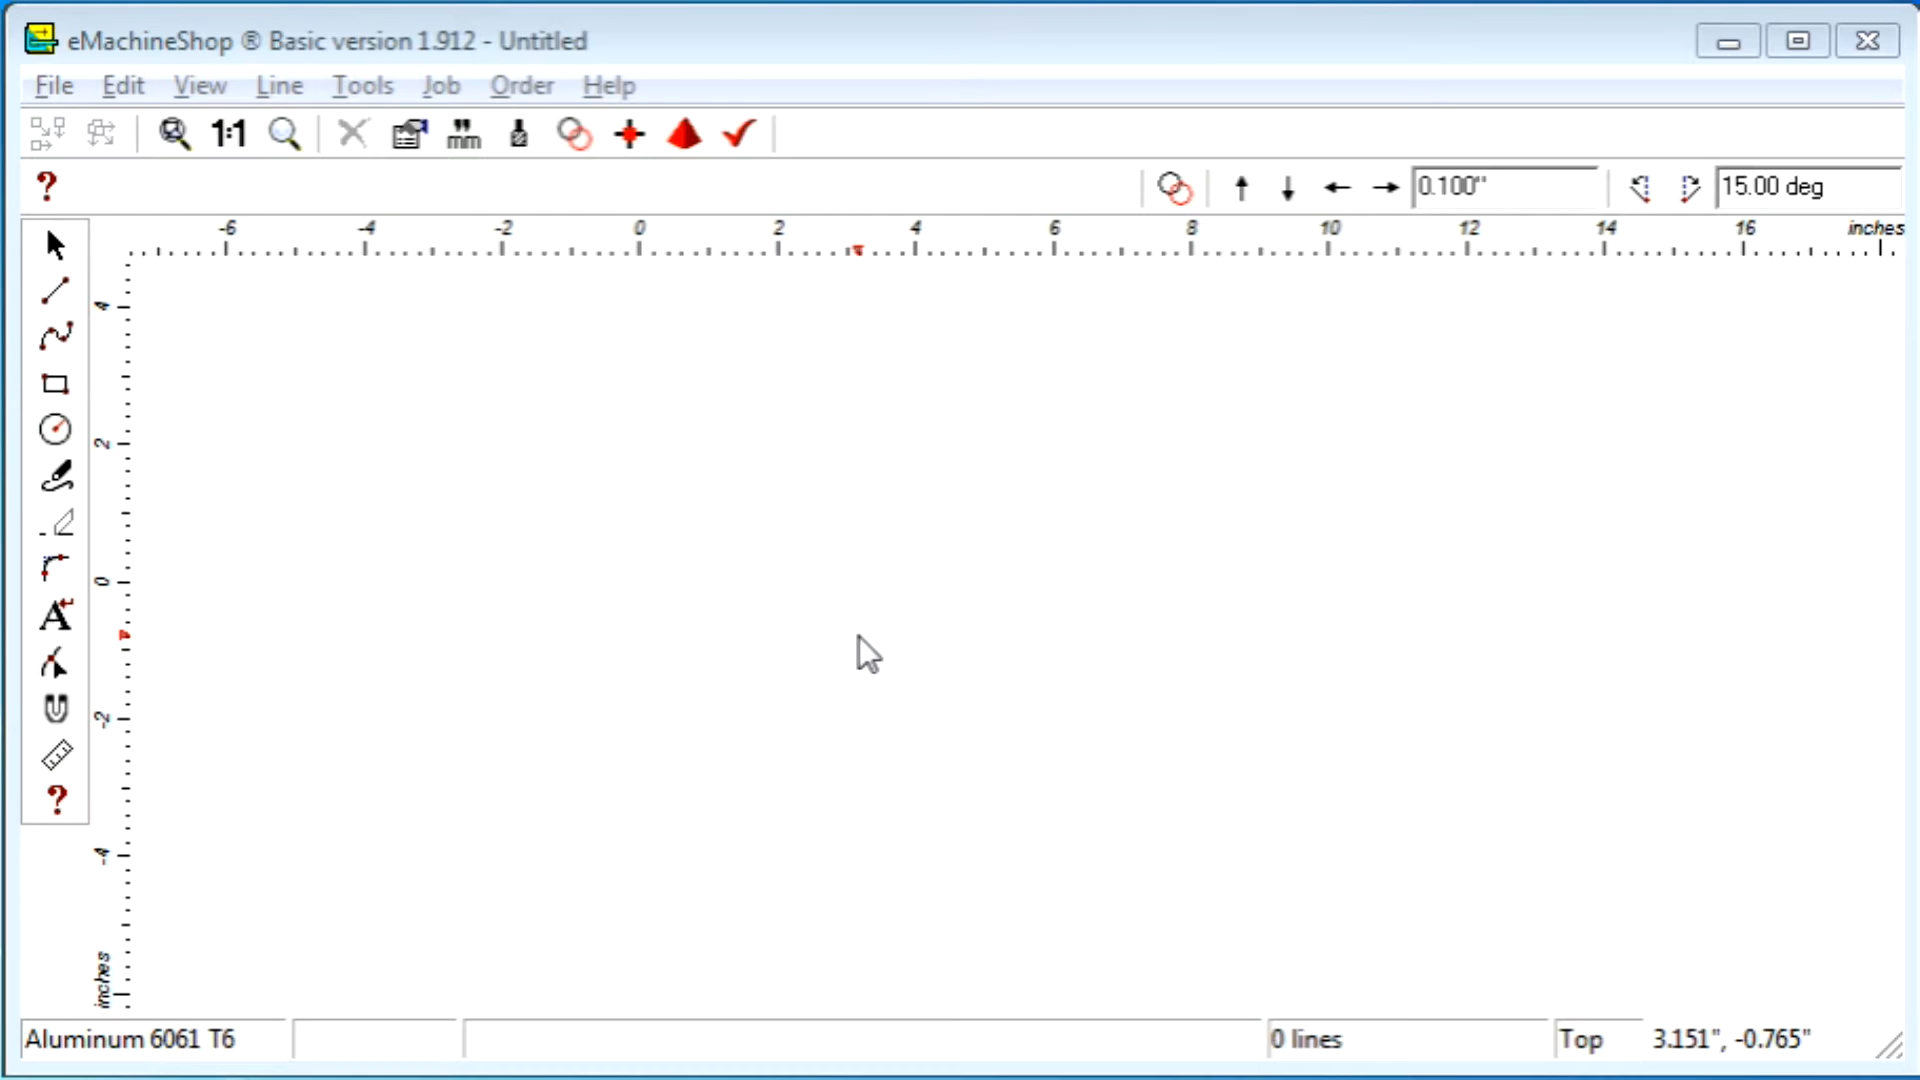 eMachineShop ® Basic version 1.912 - Untitled
File Edit View Line Tools Job Order Help
1:1 mm
? 0.100" 15.00 deg
-6 -4 -2 0 2 4 6 8 10 12 14 16 inches
4
2
0
A
-2
?
-4
inches
Aluminum 6061 T6 0 lines Top 3.151", -0.765"